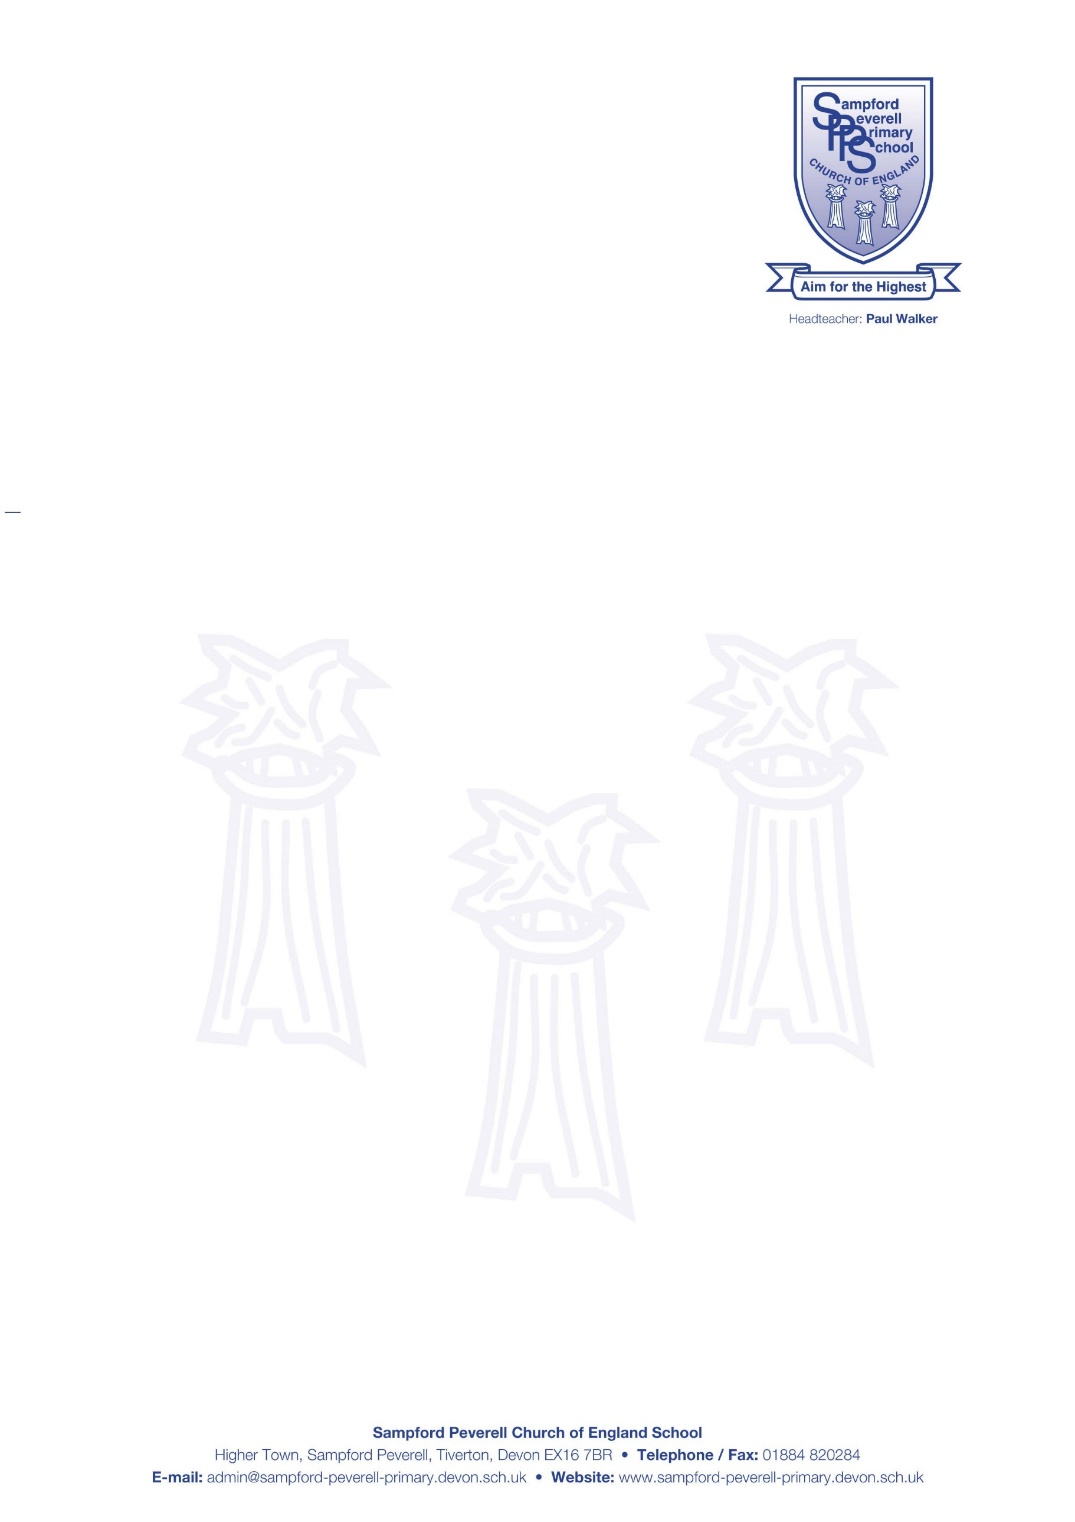 Sampford
Peverell
Primary
School
CHURCH OF ENGLAND
Aim for the Highest
Headteacher: Paul Walker
Sampford Peverell Church of England School
Higher Town, Sampford Peverell, Tiverton, Devon EX16 7BR • Telephone / Fax: 01884 820284
E-mail: admin@sampford-peverell-primary.devon.sch.uk • Website: www.sampford-peverell-primary.devon.sch.uk